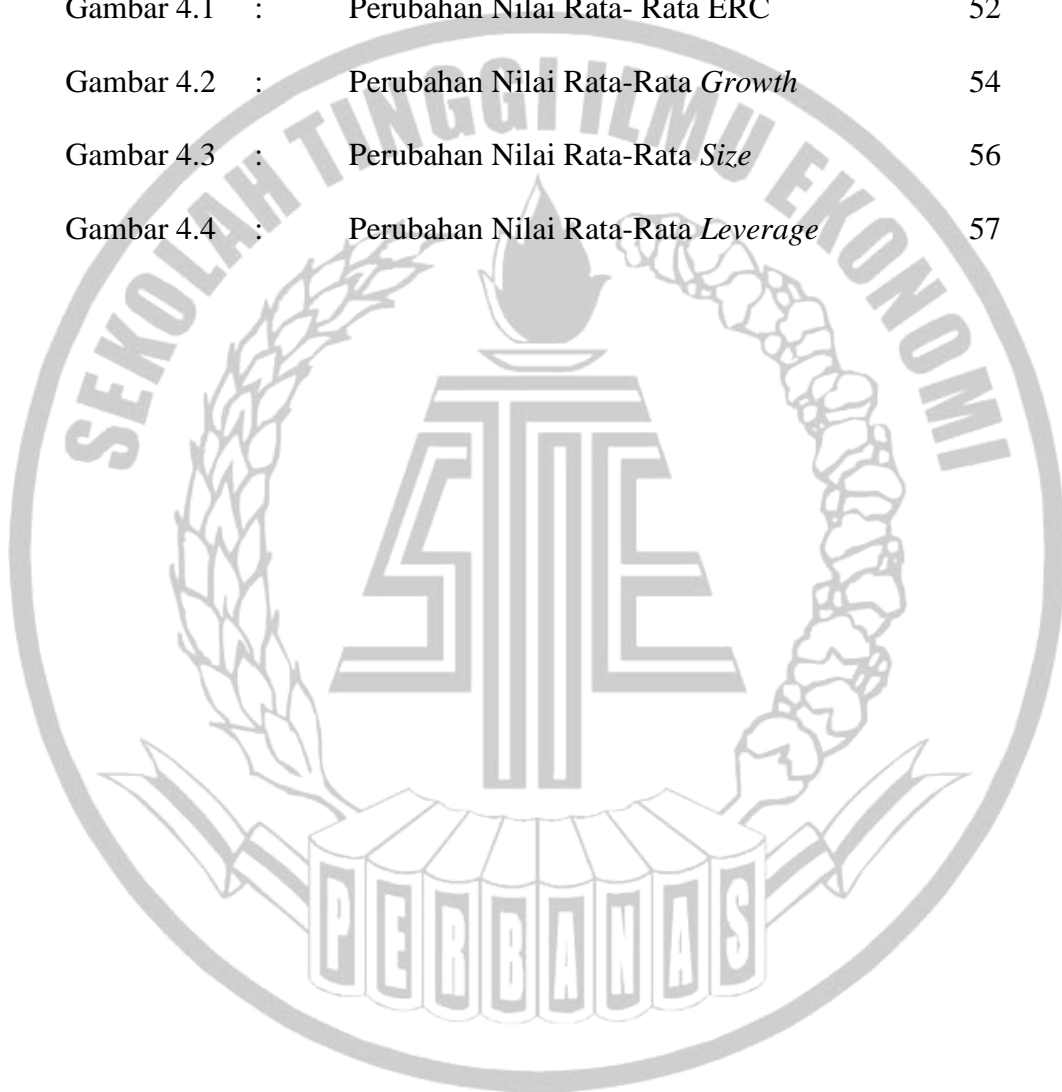 Gambar 4.1 : Perubahan Nilai Rata- Rata ERC 52
Gambar 4.2 : Perubahan Nilai Rata-Rata Growth 54
Gambar 4.3 : Perubahan Nilai Rata-Rata Size 56
Gambar 4.4 : Perubahan Nilai Rata-Rata Leverage 57
SEKOLAH TINGGI ILMU EKONOMI
STIE
PERBANAS